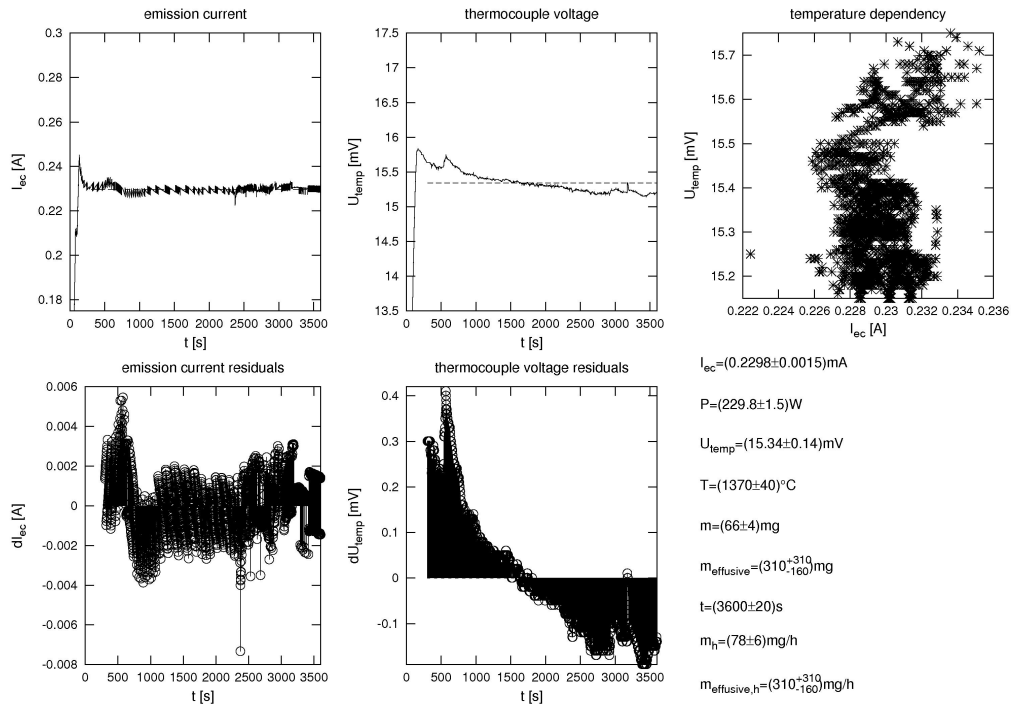 emission current
0.3
0.28
0.26
0.24
0.22
0.2
0.18
I_ec [A]
0 500 1000 1500 2000 2500 3000 3500
t [s]
thermocouple voltage
17.5
17
16.5
16
15.5
15
14.5
14
13.5
U_temp [mV]
0 500 1000 1500 2000 2500 3000 3500
t [s]
temperature dependency
15.7
15.6
15.5
15.4
15.3
15.2
U_temp [mV]
0.222 0.224 0.226 0.228 0.23 0.232 0.234 0.236
I_ec [A]
emission current residuals
0.006
0.004
0.002
0
-0.002
-0.004
-0.006
-0.008
dI_ec [A]
0 500 1000 1500 2000 2500 3000 3500
t [s]
thermocouple voltage residuals
0.4
0.3
0.2
0.1
0
-0.1
dU_temp [mV]
0 500 1000 1500 2000 2500 3000 3500
t [s]
I_ec=(0.2298±0.0015)mA
P=(229.8±1.5)W
U_temp=(15.34±0.14)mV
T=(1370±40)°C
m=(66±4)mg
m_effusive=(310+310-160)mg
t=(3600±20)s
m_h=(78±6)mg/h
m_effusive,h=(310+310-160)mg/h